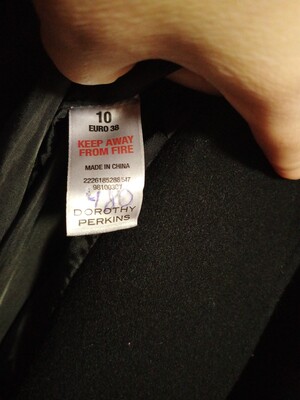 10
EURO 38
KEEP AWAY
FROM FIRE
MADE IN CHINA
DOROTHY
PERKINS